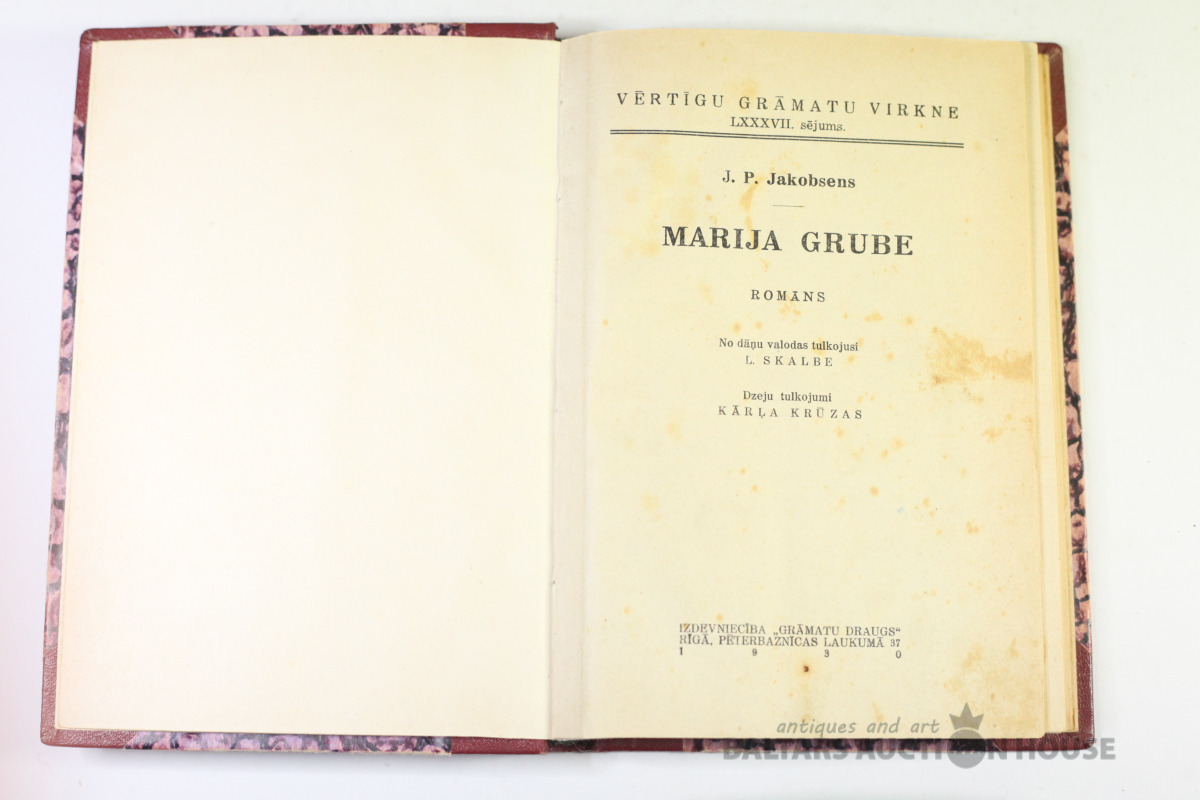 VĒRTĪGU GRĀMATU VIRKNE
LXXXVII. sējums.
J. P. Jakobsens
MARIJA GRUBE
ROMĀNS
No dāņu valodas tulkojusi
L. SKALBE
Dzeju tulkojumi
KĀRĻA KRŪZAS
IZDEVNIECĪBA „GRĀMATU DRAUGS“
RĪGĀ, PĒTERBAZNĪCAS LAUKUMĀ 37
1 9 3 0
antiques and art
BALTARS AUCTION HOUSE